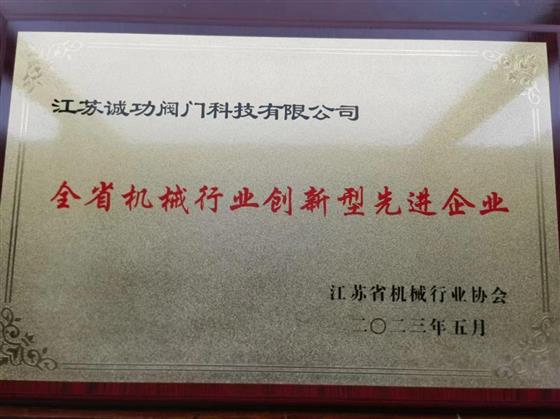 江苏诚功阀门科技有限公司
全省机械行业创新型先进企业
江苏省机械行业协会
二〇二三年五月